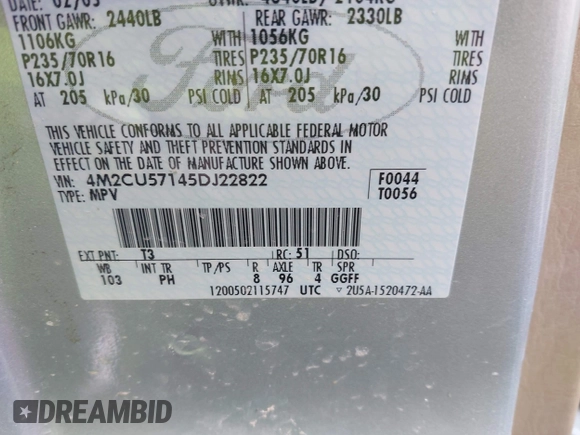 DATE: 02/05
FRONT GAWR: 2440LB REAR GAWR: 2330LB
1106KG WITH 1056KG WITH
P235/70R16 TIRES P235/70R16 TIRES
16X7.0J RIMS 16X7.0J RIMS
AT 205 kPa/30 PSI COLD AT 205 kPa/30 PSI COLD
Ford
THIS VEHICLE CONFORMS TO ALL APPLICABLE FEDERAL MOTOR
VEHICLE SAFETY AND THEFT PREVENTION STANDARDS IN
EFFECT ON THE DATE OF MANUFACTURE SHOWN ABOVE.
VIN: 4M2CU57145DJ22822 F0044
TYPE: MPV T0056
EXT PNT: T3 RC: 51 DSO:
WB INT TR TP/PS R AXLE TR SPR
103 PH 8 96 4 GGFF
1200502115747 UTC ▽ 2U5A-1520472-AA
DREAMBID